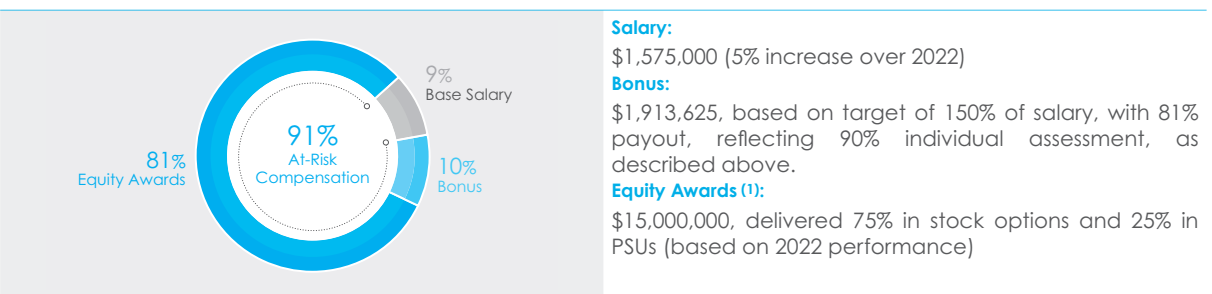 9%
Base Salary
91%
At-Risk
Compensation
81%
Equity Awards
10%
Bonus
Salary:
$1,575,000 (5% increase over 2022)
Bonus:
$1,913,625, based on target of 150% of salary, with 81%
payout, reflecting 90% individual assessment, as
described above.
Equity Awards (1):
$15,000,000, delivered 75% in stock options and 25% in
PSUs (based on 2022 performance)